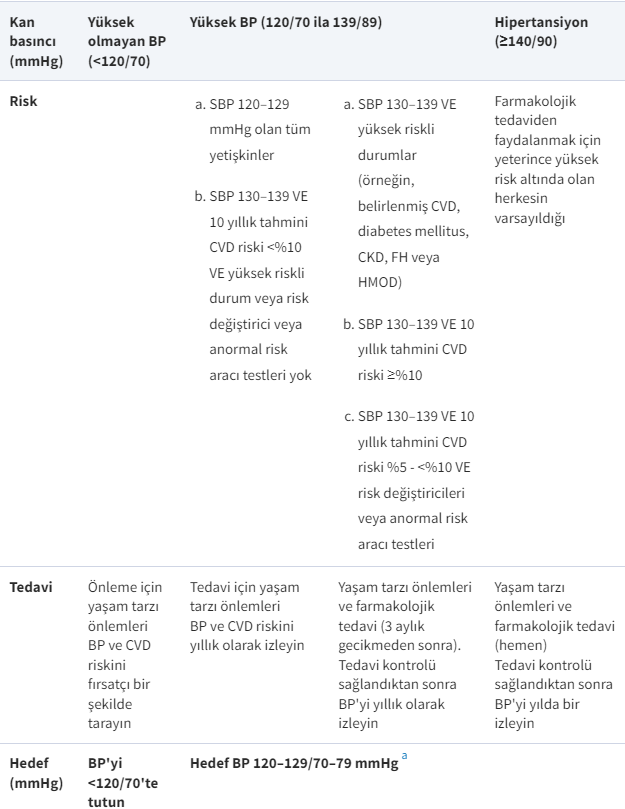 Kan basıncı (mmHg)
Yüksek olmayan BP (<120/70)
Yüksek BP (120/70 ila 139/89)
Hipertansiyon (≥140/90)
Risk
a. SBP 120–129
mmHg olan tüm
yetişkinler
b. SBP 130–139 VE
10 yıllık tahmini
CVD riski <%10
VE yüksek riskli
durum veya risk
değiştirici veya
anormal risk
aracı testleri yok
a. SBP 130–139 VE
yüksek riskli
durumlar
(örneğin,
belirlenmiş CVD,
diabetes mellitus,
CKD, FH veya
HMOD)
b. SBP 130–139 VE 10
yıllık tahmini CVD
riski ≥%10
c. SBP 130–139 VE 10
yıllık tahmini CVD
riski %5 - <%10 VE
risk değiştiricileri
veya anormal risk
aracı testleri
Farmakolojik
tedaviden
faydalanmak için
yeterince yüksek
risk altında olan
herkesin
varsayıldığı
Tedavi
Önleme için
yaşam tarzı
önlemleri
BP ve CVD
riskini
fırsatçı bir
şekilde
tarayın
Tedavi için yaşam
tarzı önlemleri
BP ve CVD riskini
yıllık olarak izleyin
Yaşam tarzı önlemleri
ve farmakolojik
tedavi (3 aylık
gecikmeden sonra).
Tedavi kontrolü
sağlandıktan sonra
BP'yi yıllık olarak
izleyin
Yaşam tarzı
önlemleri ve
farmakolojik tedavi
(hemen)
Tedavi kontrolü
sağlandıktan sonra
BP'yi yılda bir
izleyin
Hedef
(mmHg)
BP'yi
<120/70'te
tutun
Hedef BP 120–129/70–79 mmHg a